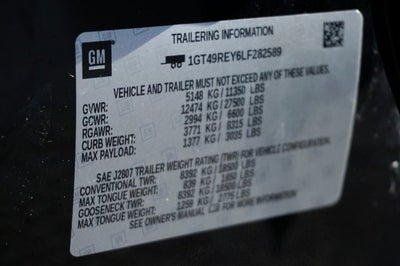 GM
TRAILERING INFORMATION
1GT49REY6LF282589
VEHICLE AND TRAILER MUST NOT EXCEED ANY OF ...
GVWR: 5148 KG/11350 LBS
GCWR: 12474 KG/27500 LBS
RGAWR: 2994 KG/6600 LBS
CURB WEIGHT: 3771 KG/8315 LBS
MAX PAYLOAD: 1377 KG/3035 LBS
SAE J2807 TRAILER WEIGHT RATING (TWR) FOR VEHICLE CONFIGURATION.
CONVENTIONAL TWR: 8392 KG/18500 LBS
MAX TONGUE WEIGHT: 839 KG/1850 LBS
GOOSENECK TWR: 8392 KG/18500 LBS
MAX TONGUE WEIGHT: 1259 KG/2775 LBS
SEE OWNER'S MANUAL FOR MORE INFORMATION